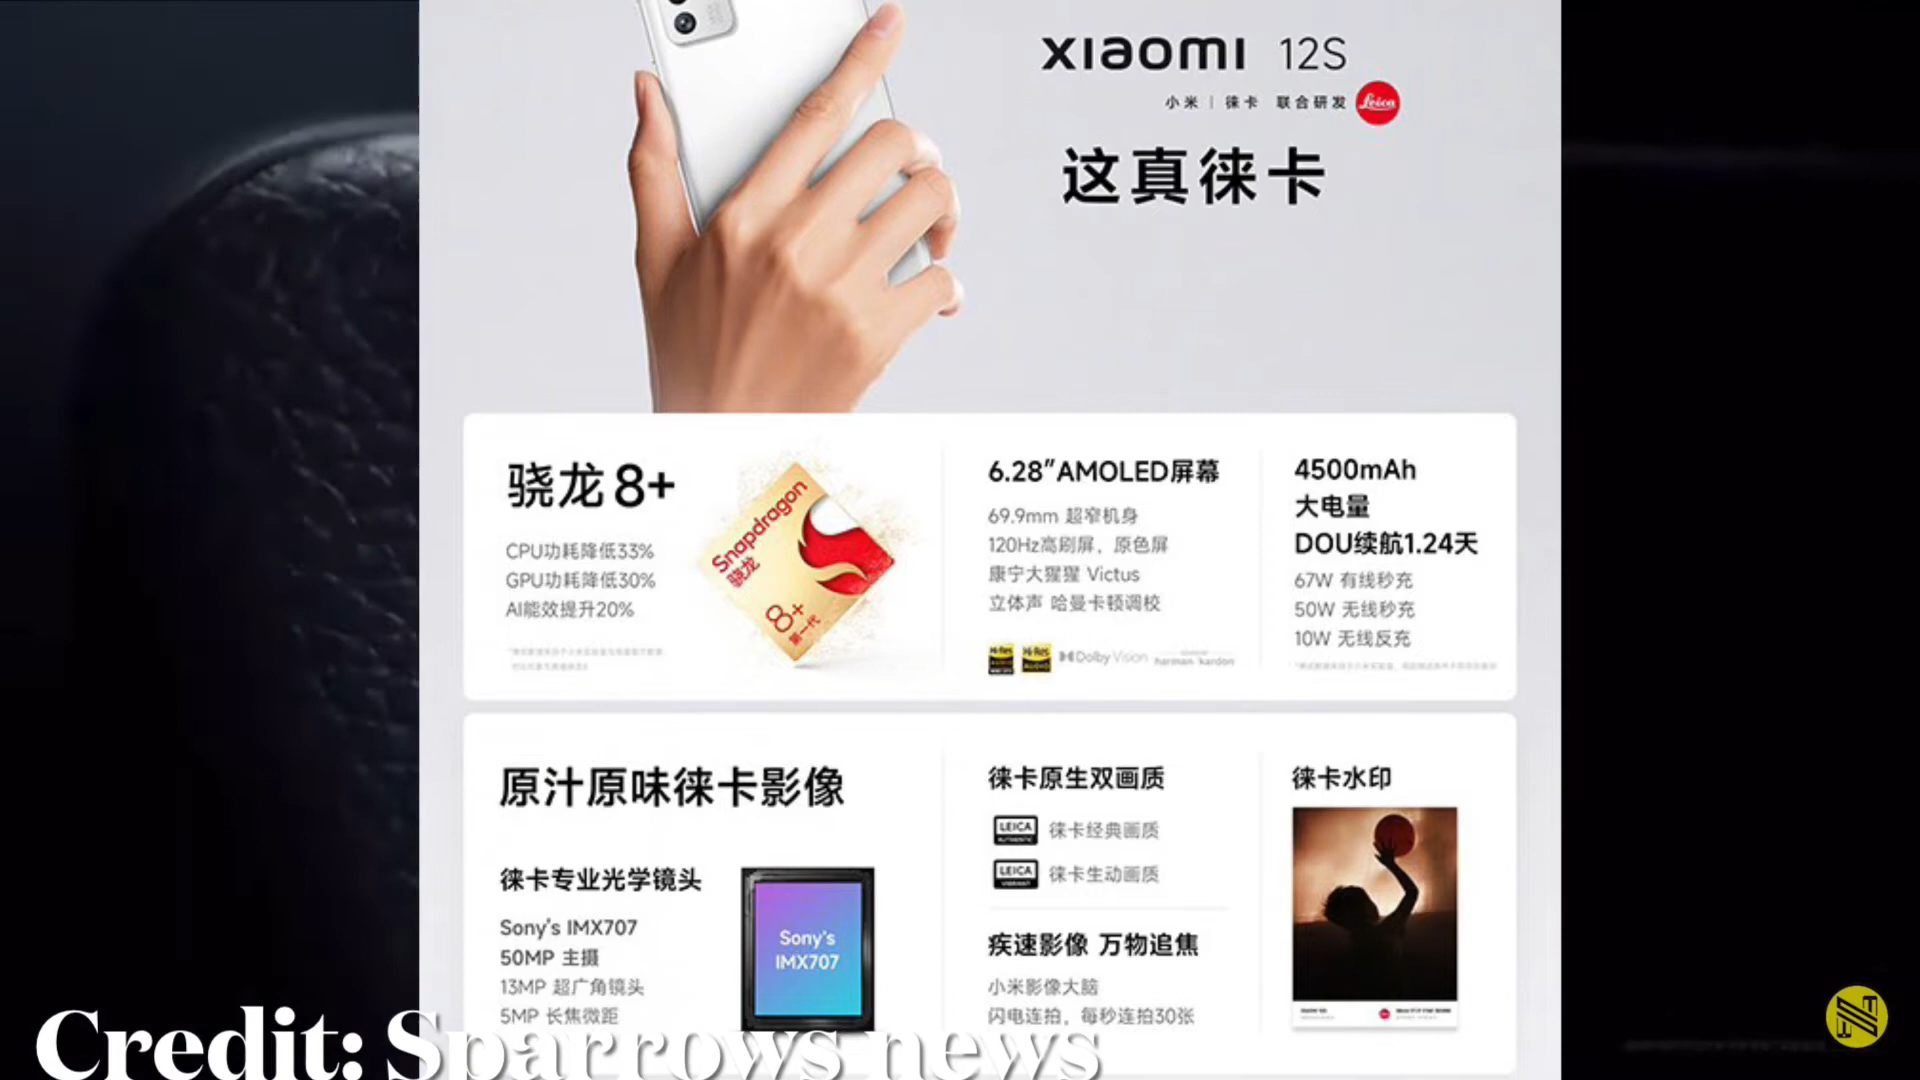 xiaomi 12S
小米 | 徕卡 联合研发 Leica
这真徕卡
骁龙8+
CPU功耗降低33%
GPU功耗降低30%
AI能效提升20%
Snapdragon
骁龙
8+
第一代
6.28”AMOLED屏幕
69.9mm 超窄机身
120Hz高刷屏，原色屏
康宁大猩猩 Victus
立体声 哈曼卡顿调校
Hi-Res AUDIO Hi-Res AUDIO Dolby Vision harman kardon
4500mAh
大电量
DOU续航1.24天
67W 有线秒充
50W 无线秒充
10W 无线反充
原汁原味徕卡影像
徕卡专业光学镜头
Sony's IMX707
50MP 主摄
13MP 超广角镜头
5MP 长焦微距
Sony's
IMX707
徕卡原生双画质
LEICA AUTHENTIC 徕卡经典画质
LEICA VIBRANT 徕卡生动画质
疾速影像 万物追焦
小米影像大脑
闪电连拍，每秒连拍30张
徕卡水印
Credit: Sparrows news